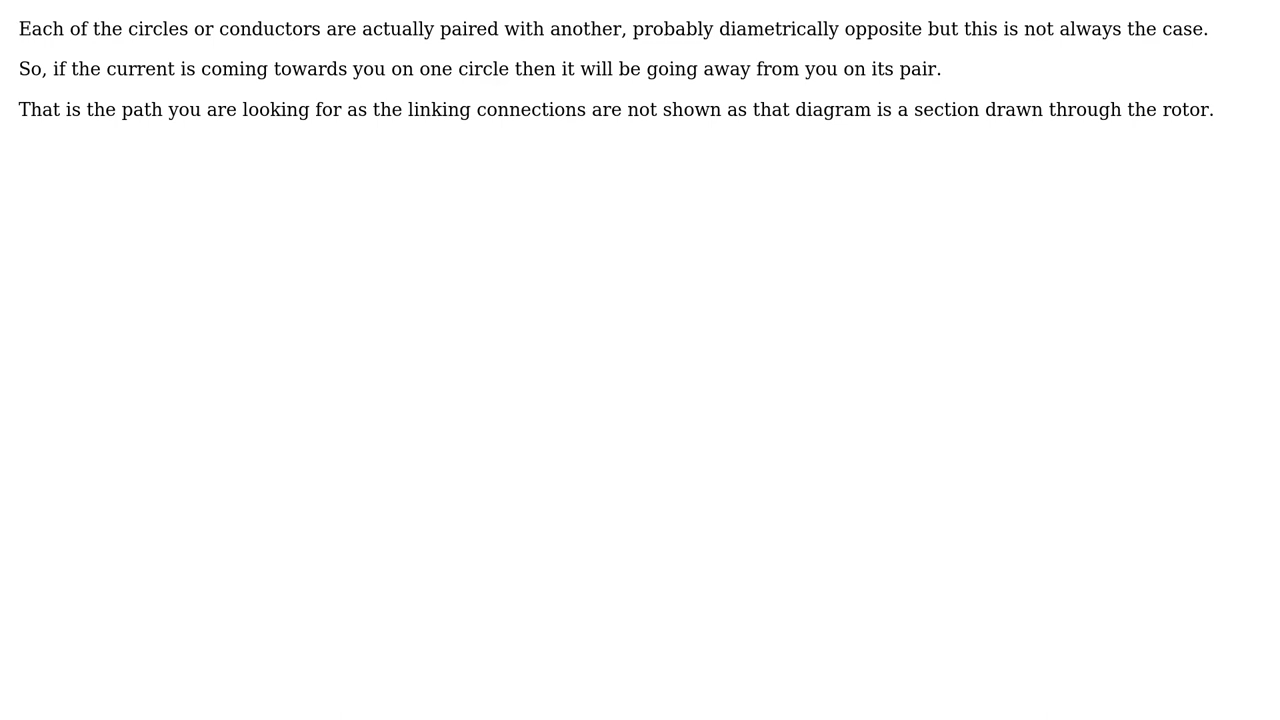 Each of the circles or conductors are actually paired with another, probably diametrically opposite but this is not always the case.
So, if the current is coming towards you on one circle then it will be going away from you on its pair.
That is the path you are looking for as the linking connections are not shown as that diagram is a section drawn through the rotor.